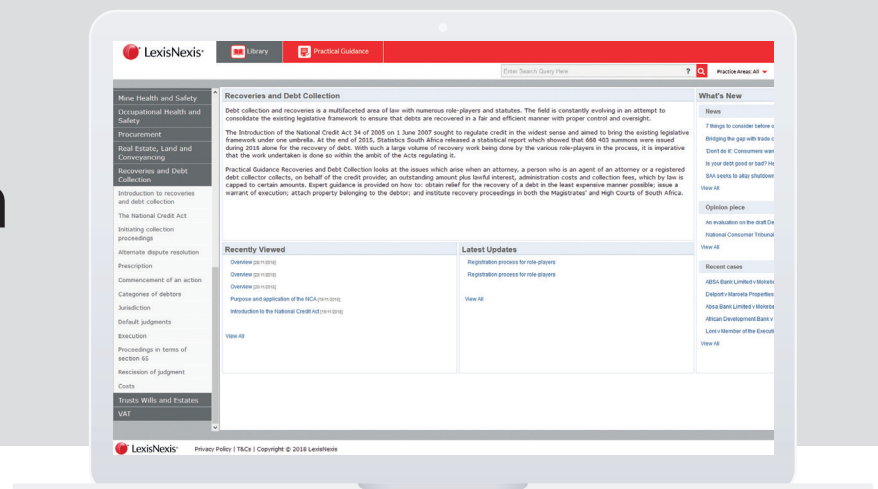 LexisNexis®
Library
Practical Guidance
Enter Search Query Here
?
Practice Areas: All
Mine Health and Safety
Occupational Health and
Safety
Procurement
Real Estate, Land and
Conveyancing
Recoveries and Debt
Collection
Introduction to recoveries
and debt collection
The National Credit Act
Initiating collection
proceedings
Alternate dispute resolution
Prescription
Commencement of an action
Categories of debtors
Jurisdiction
Default judgments
Execution
Proceedings in terms of
section 65
Rescission of judgment
Costs
Trusts Wills and Estates
VAT
Recoveries and Debt Collection
Debt collection and recoveries is a multifaceted area of law with numerous role-players and statutes. The field is constantly evolving in an attempt to
consolidate the existing legislative framework to ensure that debts are recovered in a fair and efficient manner with proper control and oversight.
The Introduction of the National Credit Act 34 of 2005 on 1 June 2007 sought to regulate credit in the widest sense and aimed to bring the existing legislative
framework under one umbrella. At the end of 2015, Statistics South Africa released a statistical report which showed that 668 403 summons were issued
during 2015 alone for the recovery of debt. With such a large volume of recovery work being done by the various role-players in the process, it is imperative
that the work undertaken is done so within the ambit of the Acts regulating it.
Practical Guidance Recoveries and Debt Collection looks at the issues which arise when an attorney, a person who is an agent of an attorney or a registered
debt collector collects, on behalf of the credit provider, an outstanding amount plus lawful interest, administration costs and collection fees, which by law is
capped to certain amounts. Expert guidance is provided on how to: obtain relief for the recovery of a debt in the least expensive manner possible; issue a
warrant of execution; attach property belonging to the debtor; and institute recovery proceedings in both the Magistrates' and High Courts of South Africa.
Recently Viewed
Overview
Overview
Overview
Purpose and application of the NCA
Introduction to the National Credit Act
View All
Latest Updates
Registration process for role-players
Registration process for role-players
View All
What's New
News
7 things to consider before
Bridging the gap with trade
'Don't do it: Consumers
Is your debt good or bad?
SAA seeks to allay
View All
Opinion piece
An evaluation on the draft
National Consumer
View All
Recent cases
ABSA Bank Limited v
Delport v Maroela Properties
Absa Bank Limited v
African Development Bank v
Loni v Member of the
View All
LexisNexis®
Privacy Policy | T&Cs | Copyright © 2018 LexisNexis